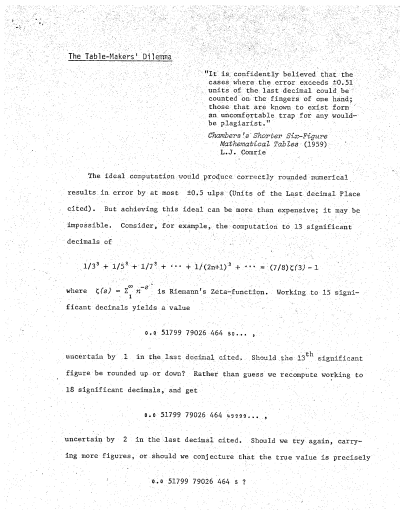 The Table-Makers' Dilemma
"It is confidently believed that the
cases where the error exceeds ±0.51
units of the last decimal could be
counted on the fingers of one hand;
those that are known to exist form
an uncomfortable trap for any would-
be plagiarist."
Chambers's Shorter Six-Figure
Mathematical Tables (1959)
L.J. Comrie
The ideal computation would produce correctly rounded numerical
results in error by at most ±0.5 ulps (Units of the Last decimal Place
cited). But achieving this ideal can be more than expensive; it may be
impossible. Consider, for example, the computation to 13 significant
decimals of
1/3³ + 1/5³ + 1/7³ + ··· + 1/(2n+1)³ + ··· = (7/8)ζ(3) - 1
where ζ(s) = Σ₁^∞ n^-s is Riemann's Zeta-function. Working to 15 signi-
ficant decimals yields a value
0.0 51799 79026 464 50... ,
uncertain by 1 in the last decimal cited. Should the 13th significant
figure be rounded up or down? Rather than guess we recompute working to
18 significant decimals, and get
0.0 51799 79026 464 49999... ,
uncertain by 2 in the last decimal cited. Should we try again, carry-
ing more figures, or should we conjecture that the true value is precisely
0.0 51799 79026 464 5 ?